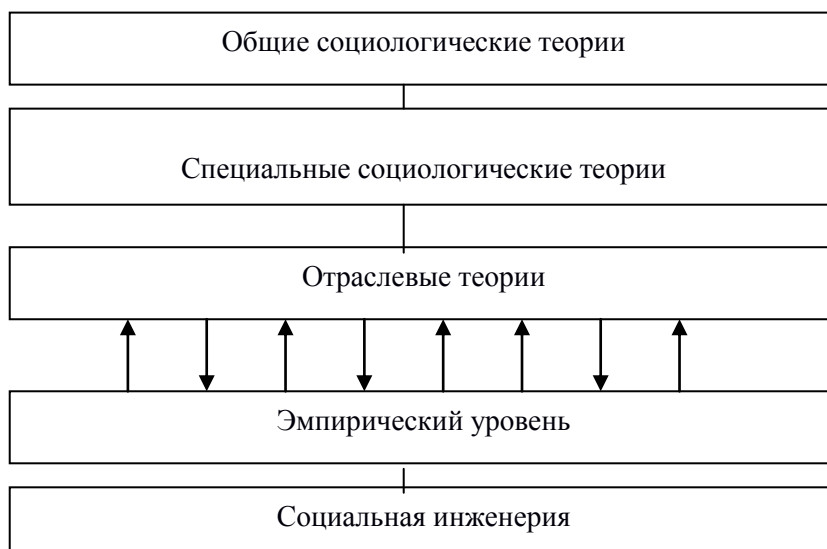 Общие социологические теории
Специальные социологические теории
Отраслевые теории
Эмпирический уровень
Социальная инженерия